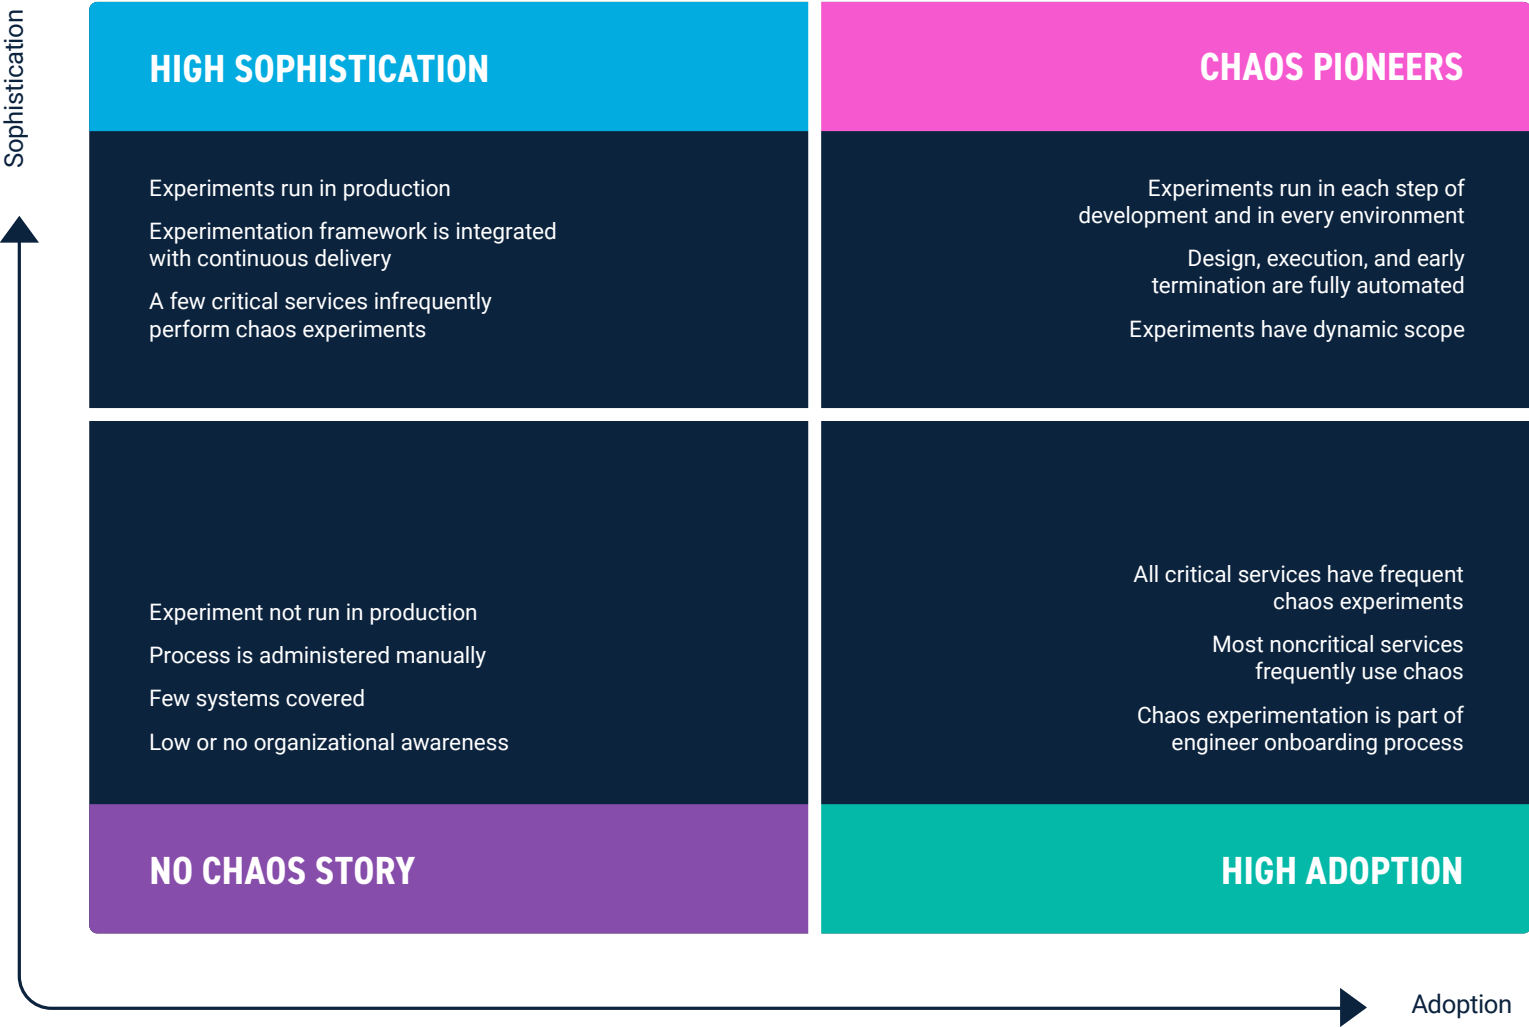 Sophistication
HIGH SOPHISTICATION
Experiments run in production
Experimentation framework is integrated
with continuous delivery
A few critical services infrequently
perform chaos experiments
CHAOS PIONEERS
Experiments run in each step of
development and in every environment
Design, execution, and early
termination are fully automated
Experiments have dynamic scope
Experiment not run in production
Process is administered manually
Few systems covered
Low or no organizational awareness
NO CHAOS STORY
All critical services have frequent
chaos experiments
Most noncritical services
frequently use chaos
Chaos experimentation is part of
engineer onboarding process
HIGH ADOPTION
Adoption